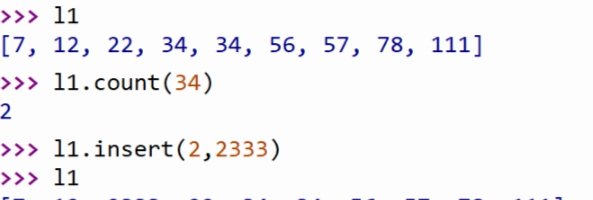 >>> l1
[7, 12, 22, 34, 34, 56, 57, 78, 111]
>>> l1.count(34)
2
>>> l1.insert(2,2333)
>>> l1